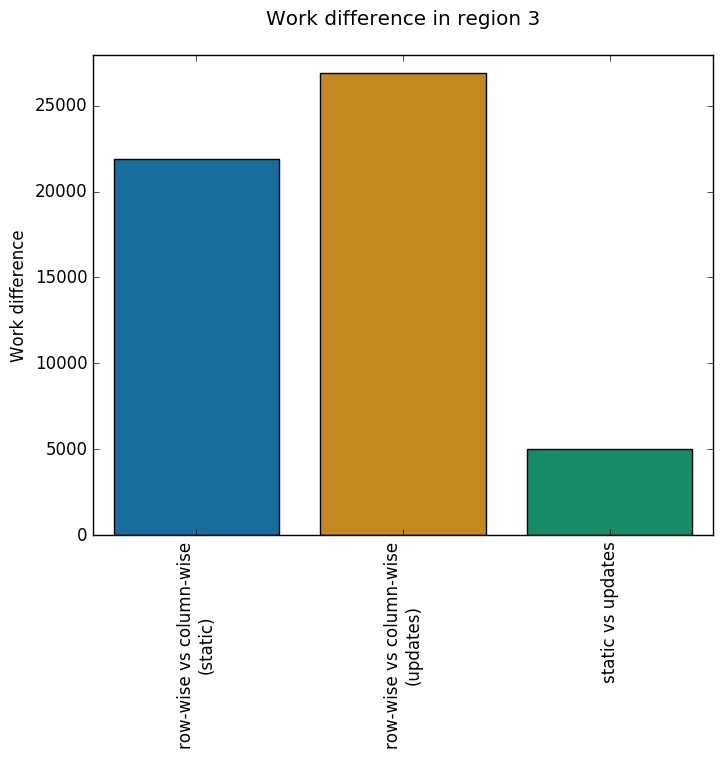 Work difference in region 3
Work difference
25000
20000
15000
10000
5000
0
row-wise vs column-wise
(static)
row-wise vs column-wise
(updates)
static vs updates